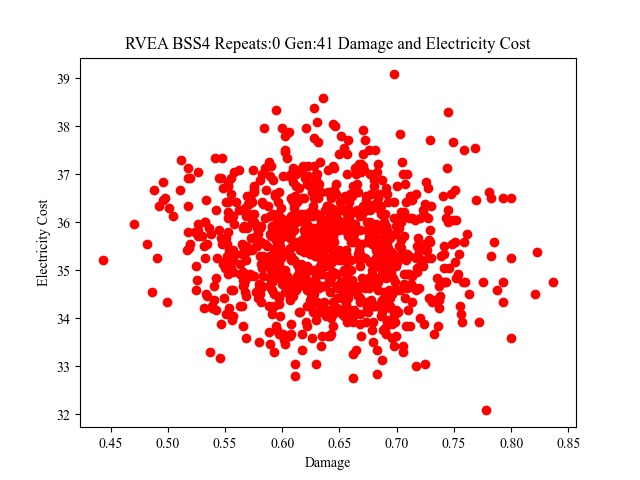 RVEA BSS4 Repeats:0 Gen:41 Damage and Electricity Cost
39
38
37
36
35
34
33
32
Electricity Cost
0.45 0.50 0.55 0.60 0.65 0.70 0.75 0.80 0.85
Damage